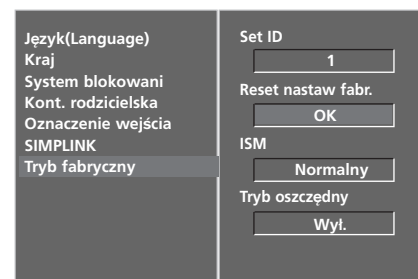 Język(Language)
Kraj
System blokowani
Kont. rodzicielska
Oznaczenie wejścia
SIMPLINK
Tryb fabryczny
Set ID
1
Reset nastaw fabr.
OK
ISM
Normalny
Tryb oszczędny
Wył.